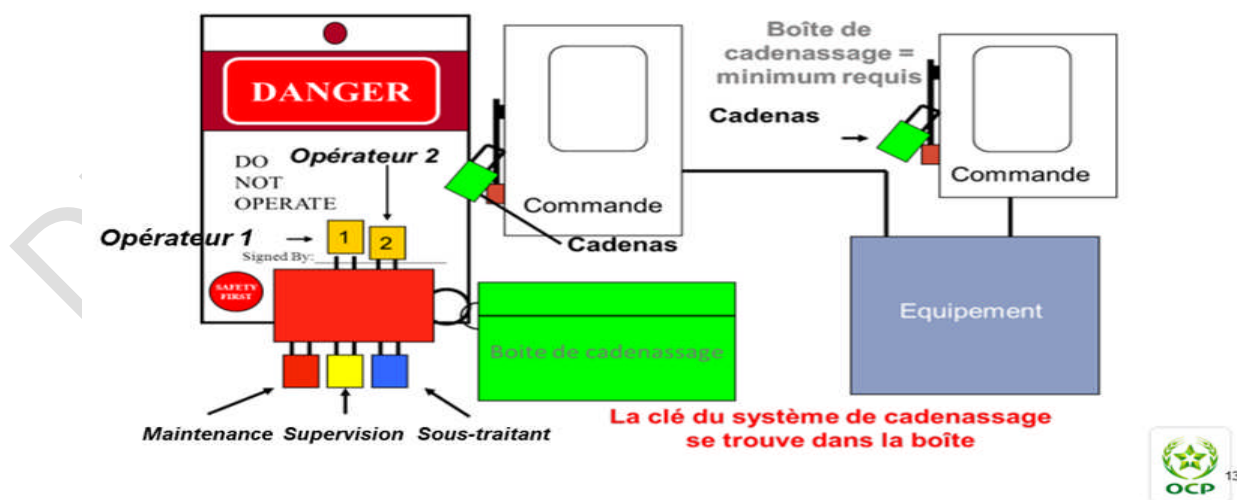 DANGER
DO
NOT
OPERATE
Signed By:
SAFETY
FIRST
Opérateur 2
Opérateur 1
1
2
Maintenance
Supervision
Sous-traitant
Commande
Cadenas
Boîte de
cadenassage =
minimum requis
Cadenas
Commande
Equipement
Boite de cadenassage
La clé du système de cadenassage
se trouve dans la boîte
OCP
13